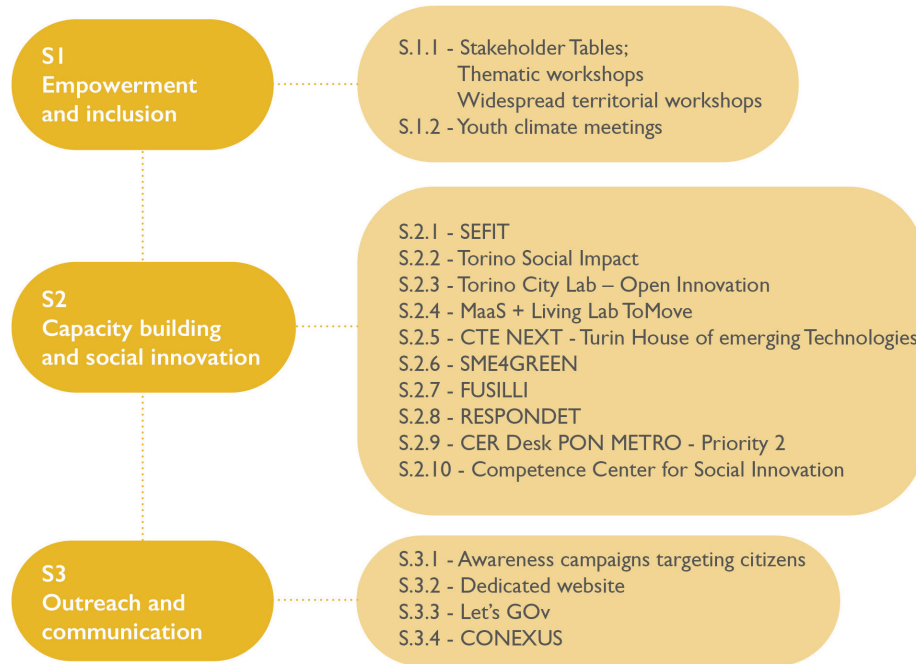 S1
Empowerment
and inclusion
S.1.1 - Stakeholder Tables;
Thematic workshops
Widespread territorial workshops
S.1.2 - Youth climate meetings
S2
Capacity building
and social innovation
S.2.1 - SEFIT
S.2.2 - Torino Social Impact
S.2.3 - Torino City Lab – Open Innovation
S.2.4 - MaaS + Living Lab ToMove
S.2.5 - CTE NEXT - Turin House of emerging Technologies
S.2.6 - SME4GREEN
S.2.7 - FUSILLI
S.2.8 - RESPONDET
S.2.9 - CER Desk PON METRO - Priority 2
S.2.10 - Competence Center for Social Innovation
S3
Outreach and
communication
S.3.1 - Awareness campaigns targeting citizens
S.3.2 - Dedicated website
S.3.3 - Let’s GOv
S.3.4 - CONEXUS